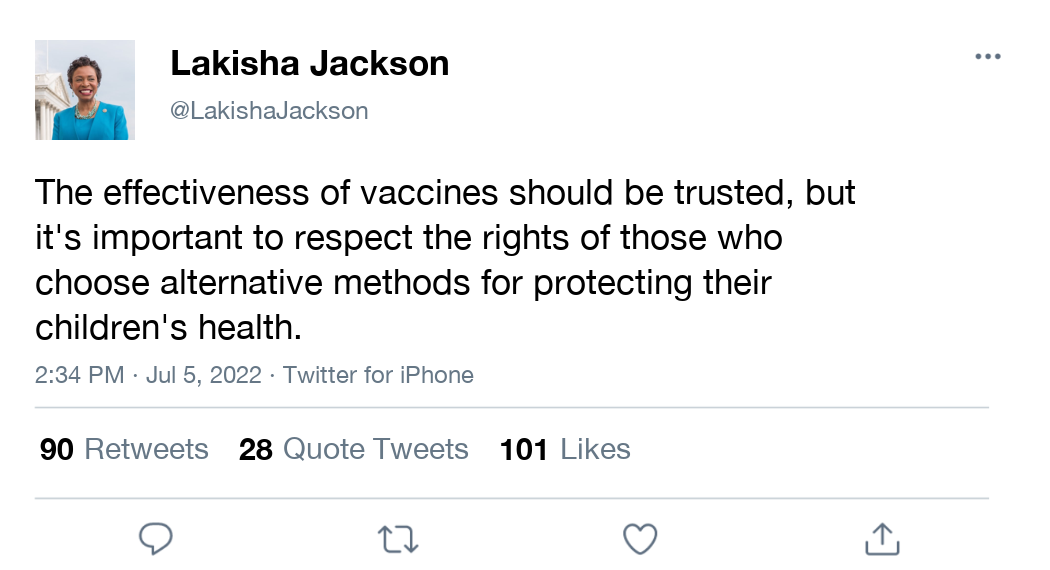 Lakisha Jackson
@LakishaJackson
The effectiveness of vaccines should be trusted, but
it's important to respect the rights of those who
choose alternative methods for protecting their
children's health.
2:34 PM · Jul 5, 2022 · Twitter for iPhone
90 Retweets 28 Quote Tweets 101 Likes